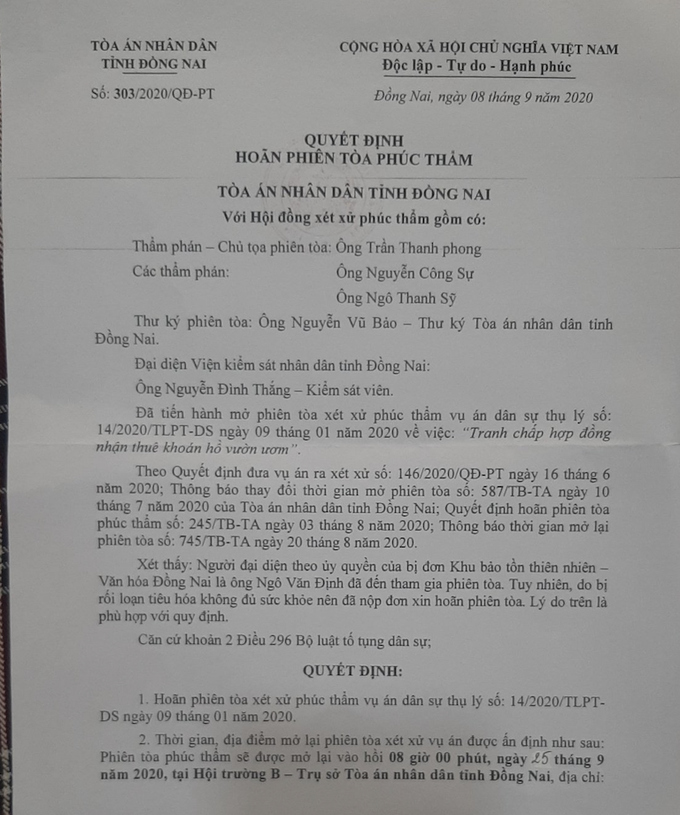 TÒA ÁN NHÂN DÂN
TỈNH ĐỒNG NAI
Số: 303/2020/QĐ-PT
CỘNG HÒA XÃ HỘI CHỦ NGHĨA VIỆT NAM
Độc lập - Tự do - Hạnh phúc
Đồng Nai, ngày 08 tháng 9 năm 2020
QUYẾT ĐỊNH
HOÃN PHIÊN TÒA PHÚC THẨM
TÒA ÁN NHÂN DÂN TỈNH ĐỒNG NAI
Với Hội đồng xét xử phúc thẩm gồm có:
Thẩm phán – Chủ tọa phiên tòa: Ông Trần Thanh phong
Các thẩm phán: Ông Nguyễn Công Sự
Ông Ngô Thanh Sỹ
Thư ký phiên tòa: Ông Nguyễn Vũ Bảo – Thư ký Tòa án nhân dân tỉnh
Đồng Nai.
Đại diện Viện kiểm sát nhân dân tỉnh Đồng Nai:
Ông Nguyễn Đình Thắng – Kiểm sát viên.
Đã tiến hành mở phiên tòa xét xử phúc thẩm vụ án dân sự thụ lý số:
14/2020/TLPT-DS ngày 09 tháng 01 năm 2020 về việc: “Tranh chấp hợp đồng
nhận thuê khoán hồ vườn ươm”.
Theo Quyết định đưa vụ án ra xét xử số: 146/2020/QĐ-PT ngày 16 tháng 6
năm 2020; Thông báo thay đổi thời gian mở phiên tòa số: 587/TB-TA ngày 10
tháng 7 năm 2020 của Tòa án nhân dân tỉnh Đồng Nai; Quyết định hoãn phiên tòa
phúc thẩm số: 245/TB-TA ngày 03 tháng 8 năm 2020; Thông báo thời gian mở lại
phiên tòa số: 745/TB-TA ngày 20 tháng 8 năm 2020.
Xét thấy: Người đại diện theo ủy quyền của bị đơn Khu bảo tồn thiên nhiên –
Văn hóa Đồng Nai là ông Ngô Văn Định đã đến tham gia phiên tòa. Tuy nhiên, do bị
rối loạn tiêu hóa không đủ sức khỏe nên đã nộp đơn xin hoãn phiên tòa. Lý do trên là
phù hợp với quy định.
Căn cứ khoản 2 Điều 296 Bộ luật tố tụng dân sự;
QUYẾT ĐỊNH:
1. Hoãn phiên tòa xét xử phúc thẩm vụ án dân sự thụ lý số: 14/2020/TLPT-
DS ngày 09 tháng 01 năm 2020.
2. Thời gian, địa điểm mở lại phiên tòa xét xử vụ án được ấn định như sau:
Phiên tòa phúc thẩm sẽ được mở lại vào hồi 08 giờ 00 phút, ngày 25 tháng 9
năm 2020, tại Hội trường B – Trụ sở Tòa án nhân dân tỉnh Đồng Nai, địa chỉ: